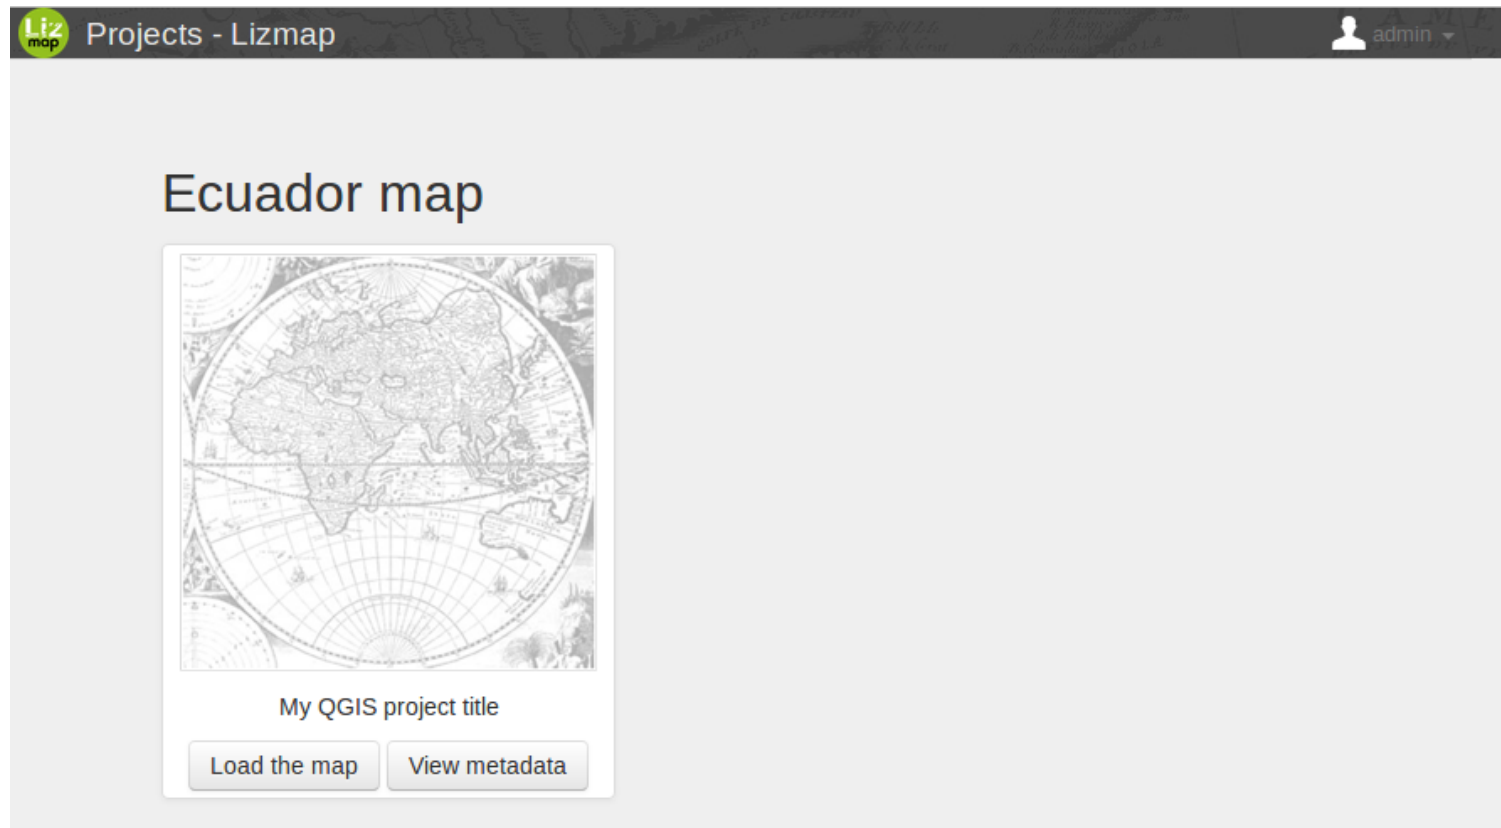 Liz
map
Projects - Lizmap
admin
Ecuador map
My QGIS project title
Load the map
View metadata